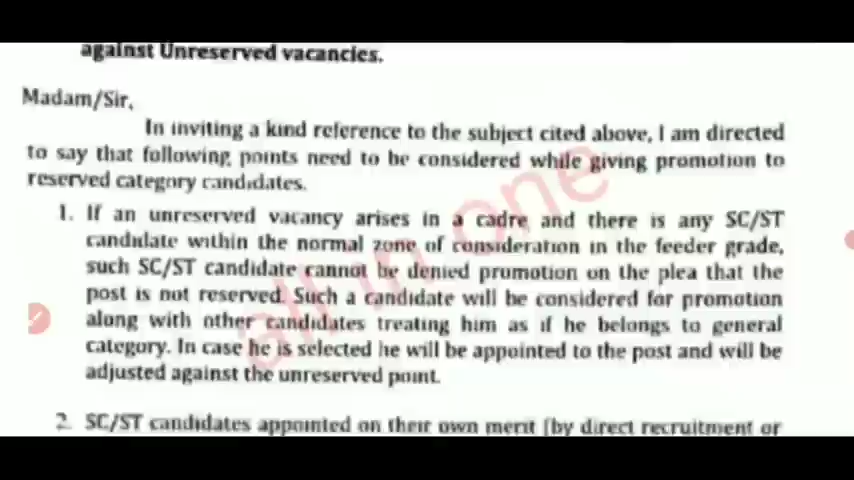 against Unreserved vacancies.
Madam/Sir,
In inviting a kind reference to the subject cited above, I am directed
to say that following points need to be considered while giving promotion to
reserved category candidates.
1. If an unreserved vacancy arises in a cadre and there is any SC/ST
candidate within the normal zone of consideration in the feeder grade,
such SC/ST candidate cannot be denied promotion on the plea that the
post is not reserved. Such a candidate will be considered for promotion
along with other candidates treating him as if he belongs to general
category. In case he is selected he will be appointed to the post and will be
adjusted against the unreserved point.
2. SC/ST candidates appointed on their own merit (by direct recruitment or
all in one